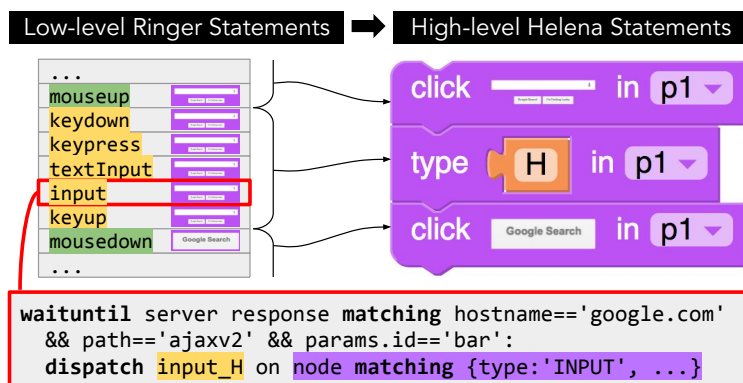 Low-level Ringer Statements
High-level Helena Statements
...
mouseup
keydown
keypress
textInput
input
keyup
mousedown Google Search
...
click in p1
type H in p1
click Google Search in p1
waituntil server response matching hostname=='google.com'
&& path=='ajaxv2' && params.id=='bar':
dispatch input_H on node matching {type:'INPUT', ...}